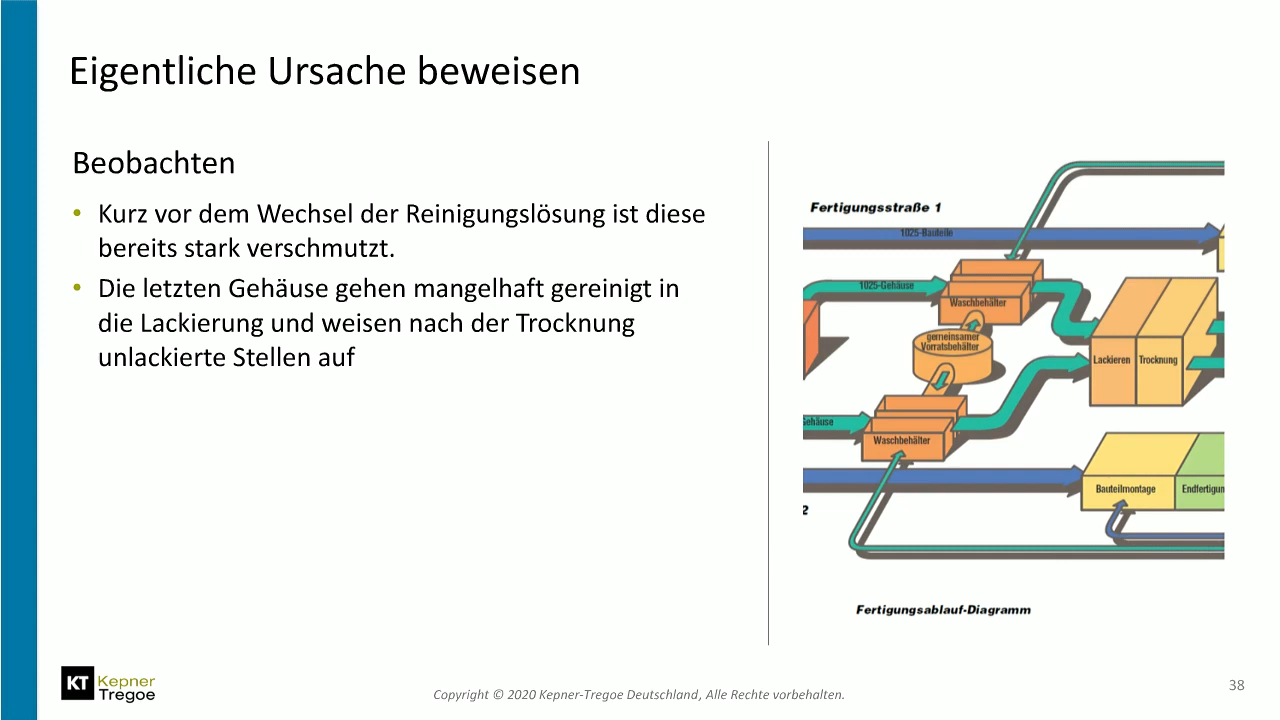 Eigentliche Ursache beweisen
Beobachten
• Kurz vor dem Wechsel der Reinigungslösung ist diese
bereits stark verschmutzt.
• Die letzten Gehäuse gehen mangelhaft gereinigt in
die Lackierung und weisen nach der Trocknung
unlackierte Stellen auf
Fertigungsstraße 1
1025-Bauteile
1025-Gehäuse
Waschbehälter
gemeinsamer
Vorratsbehälter
Lackieren
Trocknung
Gehäuse
Waschbehälter
Bauteilmontage
Endfertigun
2
Fertigungsablauf-Diagramm
KT Kepner
Tregoe
Copyright © 2020 Kepner-Tregoe Deutschland, Alle Rechte vorbehalten.
38